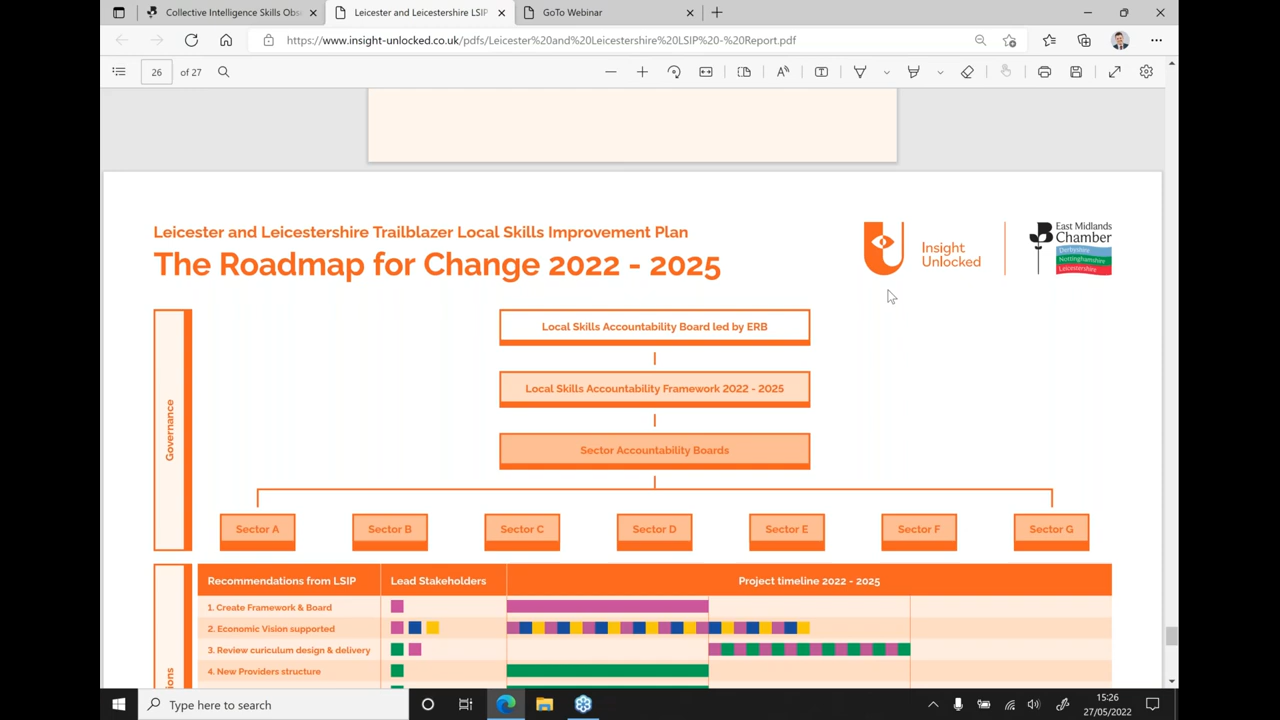 Collective Intelligence Skills Obs
Leicester and Leicestershire LSIP
GoTo Webinar
https://www.insight-unlocked.co.uk/pdfs/Leicester%20and%20Leicestershire%20LSIP%20-%20Report.pdf
26 of 27
Leicester and Leicestershire Trailblazer Local Skills Improvement Plan
The Roadmap for Change 2022 - 2025
Insight
Unlocked
East Midlands
Chamber
Derbyshire
Nottinghamshire
Leicestershire
Governance
Local Skills Accountability Board led by ERB
Local Skills Accountability Framework 2022 - 2025
Sector Accountability Boards
Sector A Sector B Sector C Sector D Sector E Sector F Sector G
Recommendations from LSIP Lead Stakeholders Project timeline 2022 - 2025
1. Create Framework & Board
2. Economic Vision supported
3. Review curiculum design & delivery
4. New Providers structure
Type here to search
15:26
27/05/2022